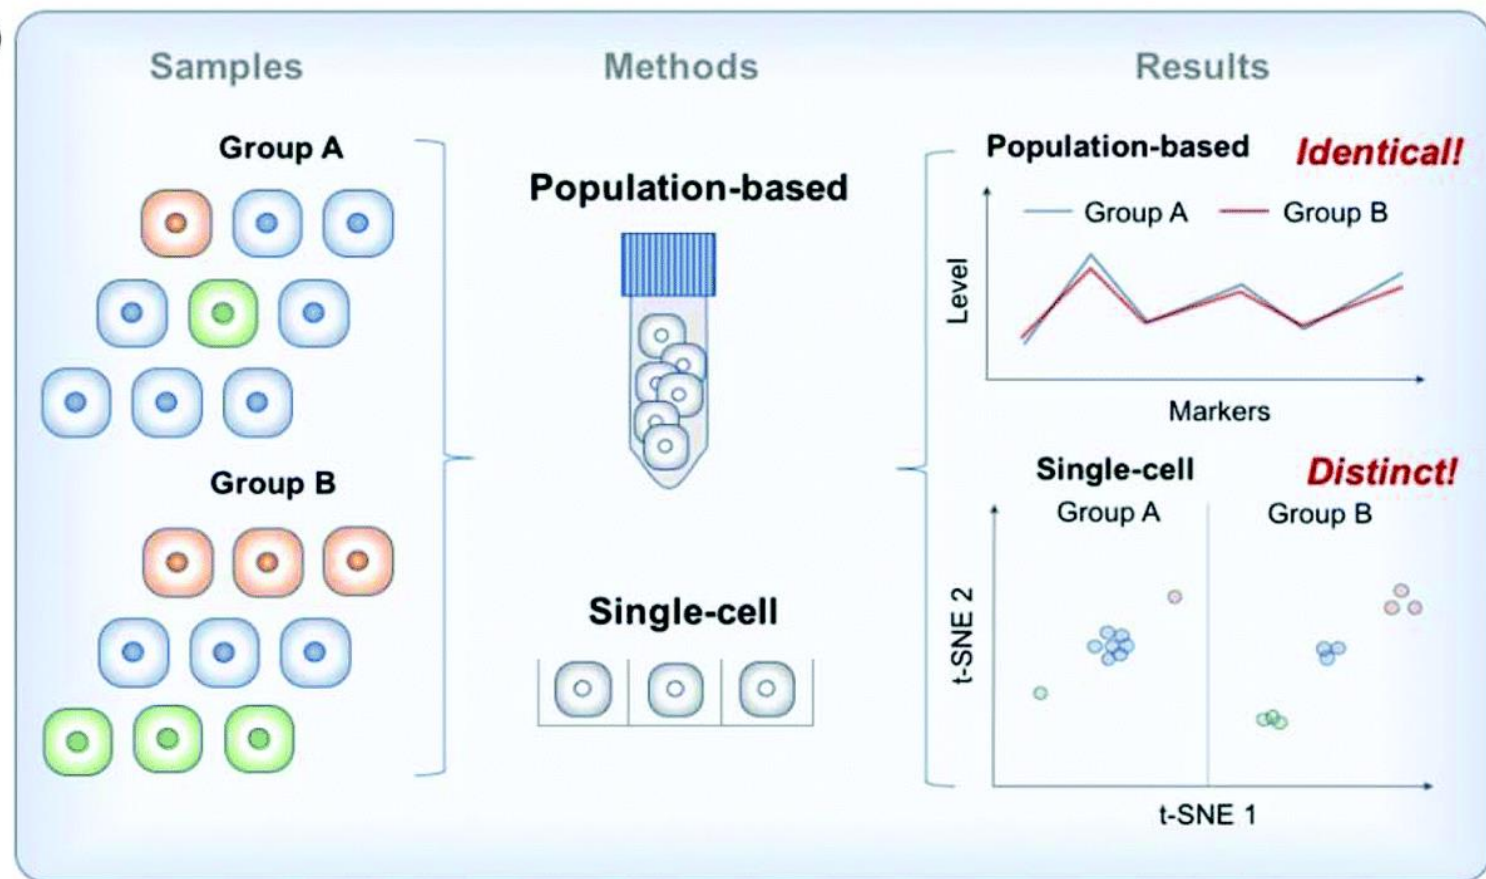 Samples
Methods
Results
Group A
Group B
Population-based
Single-cell
Population-based
Identical!
Group A
Group B
Level
Markers
Single-cell
Distinct!
Group A
Group B
t-SNE 2
t-SNE 1